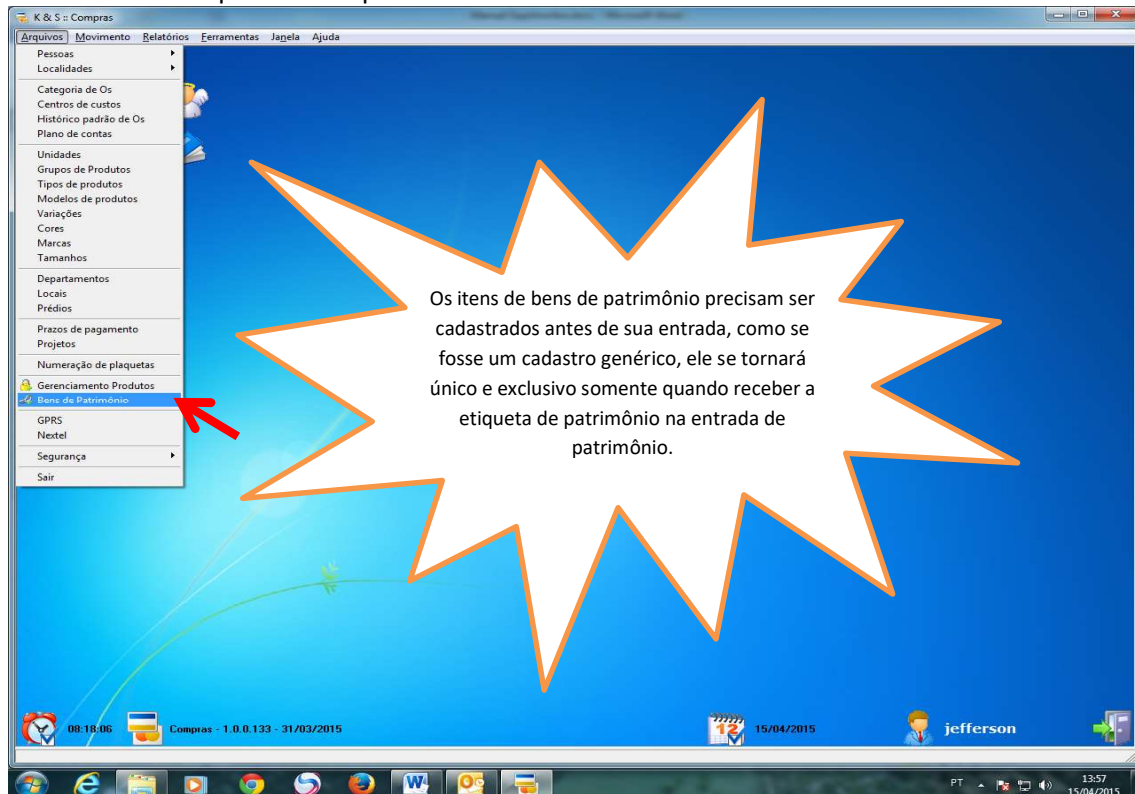 K & S :: Compras
Arquivos Movimento Relatórios Ferramentas Janela Ajuda
Pessoas
Localidades
Categoria de Os
Centros de custos
Histórico padrão de Os
Plano de contas
Unidades
Grupos de Produtos
Tipos de produtos
Modelos de produtos
Variações
Cores
Marcas
Tamanhos
Departamentos
Locais
Prédios
Prazos de pagamento
Projetos
Numeração de plaquetas
Gerenciamento Produtos
Bens de Patrimônio
GPRS
Nextel
Segurança
Sair
Os itens de bens de patrimônio precisam ser
cadastrados antes de sua entrada, como se
fosse um cadastro genérico, ele se tornará
único e exclusivo somente quando receber a
etiqueta de patrimônio na entrada de
patrimônio.
08:18:06 Compras - 1.0.0.133 - 31/03/2015 12 15/04/2015 jefferson
PT 13:57
15/04/2015